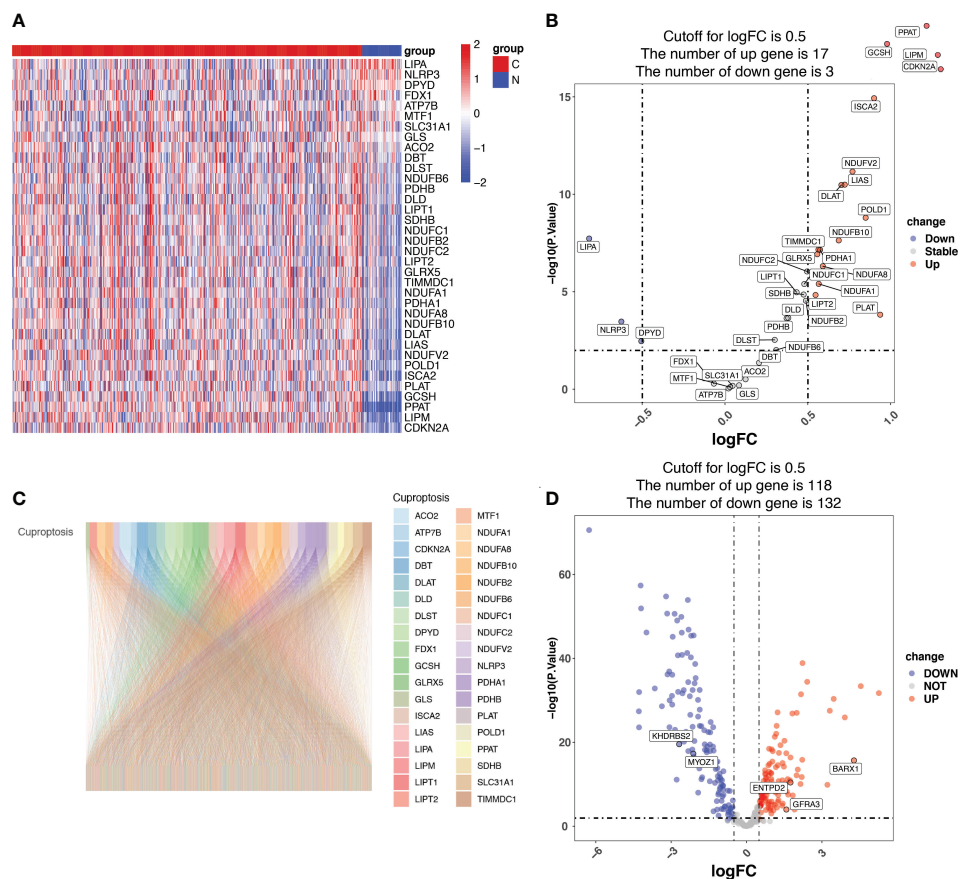 A
group
LIPA
NLRP3
DPYD
FDX1
ATP7B
MTF1
SLC31A1
GLS
ACO2
DBT
DLST
NDUFB6
PDHB
DLD
LIPT1
SDHB
NDUFC1
NDUFB2
NDUFC2
LIPT2
GLRX5
TIMMDC1
NDUFA1
PDHA1
NDUFA8
NDUFB10
DLAT
LIAS
NDUFV2
POLD1
ISCA2
PLAT
GCSH
PPAT
LIPM
CDKN2A
2
1
0
−1
−2
group
C
N
B
Cutoff for logFC is 0.5
The number of up gene is 17
The number of down gene is 3
PPAT
GCSH
LIPM
CDKN2A
ISCA2
NDUFV2
LIAS
DLAT
POLD1
NDUFB10
LIPA
TIMMDC1
GLRX5
PDHA1
NDUFC2
NDUFA8
LIPT1
NDUFC1
SDHB
NDUFA1
LIPT2
PLAT
DLD
NDUFB2
PDHB
NLRP3
DPYD
DLST
NDUFB6
DBT
FDX1
SLC31A1
ACO2
MTF1
ATP7B
GLS
15
10
5
0
−log10(P.Value)
−0.5
0.0
0.5
1.0
logFC
change
Down
Stable
Up
C
Cuproptosis
Cuproptosis
ACO2
ATP7B
CDKN2A
DBT
DLAT
DLD
DLST
DPYD
FDX1
GCSH
GLRX5
GLS
ISCA2
LIAS
LIPA
LIPM
LIPT1
LIPT2
MTF1
NDUFA1
NDUFA8
NDUFB10
NDUFB2
NDUFB6
NDUFC1
NDUFC2
NDUFV2
NLRP3
PDHA1
PDHB
PLAT
POLD1
PPAT
SDHB
SLC31A1
TIMMDC1
D
Cutoff for logFC is 0.5
The number of up gene is 118
The number of down gene is 132
60
40
20
0
−log10(P.Value)
KHDRBS2
MYOZ1
BARX1
ENTPD2
GFRA3
−6
−3
0
3
logFC
change
DOWN
NOT
UP